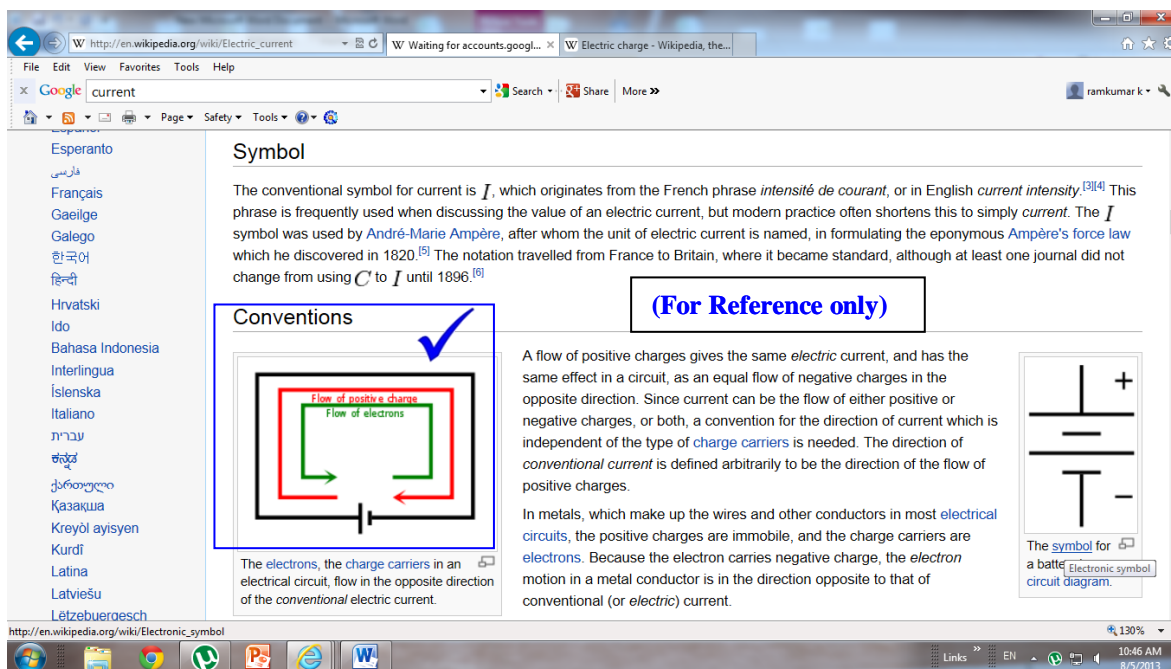 http://en.wikipedia.org/wiki/Electric_current
W Waiting for accounts.googl...
W Electric charge - Wikipedia, the...
File Edit View Favorites Tools Help
x Google current Search Share More »
ramkumar k
Page Safety Tools
Esperanto
فارسی
Français
Gaeilge
Galego
한국어
हिन्दी
Hrvatski
Ido
Bahasa Indonesia
Interlingua
Íslenska
Italiano
עברית
ಕನ್ನಡ
ქართული
Қазақша
Kreyòl ayisyen
Kurdî
Latina
Latviešu
Lëtzebuergesch
Symbol
The conventional symbol for current is I, which originates from the French phrase intensité de courant, or in English current intensity.[3][4] This
phrase is frequently used when discussing the value of an electric current, but modern practice often shortens this to simply current. The I
symbol was used by André-Marie Ampère, after whom the unit of electric current is named, in formulating the eponymous Ampère's force law
which he discovered in 1820.[5] The notation travelled from France to Britain, where it became standard, although at least one journal did not
change from using C to I until 1896.[6]
(For Reference only)
Conventions
Flow of positive charge
Flow of electrons
The electrons, the charge carriers in an
electrical circuit, flow in the opposite direction
of the conventional electric current.
A flow of positive charges gives the same electric current, and has the
same effect in a circuit, as an equal flow of negative charges in the
opposite direction. Since current can be the flow of either positive or
negative charges, or both, a convention for the direction of current which is
independent of the type of charge carriers is needed. The direction of
conventional current is defined arbitrarily to be the direction of the flow of
positive charges.
In metals, which make up the wires and other conductors in most electrical
circuits, the positive charges are immobile, and the charge carriers are
electrons. Because the electron carries negative charge, the electron
motion in a metal conductor is in the direction opposite to that of
conventional (or electric) current.
+
−
The symbol for
a batte
Electronic symbol
circuit diagram.
http://en.wikipedia.org/wiki/Electronic_symbol
130%
Links » EN 10:46 AM
8/5/2013